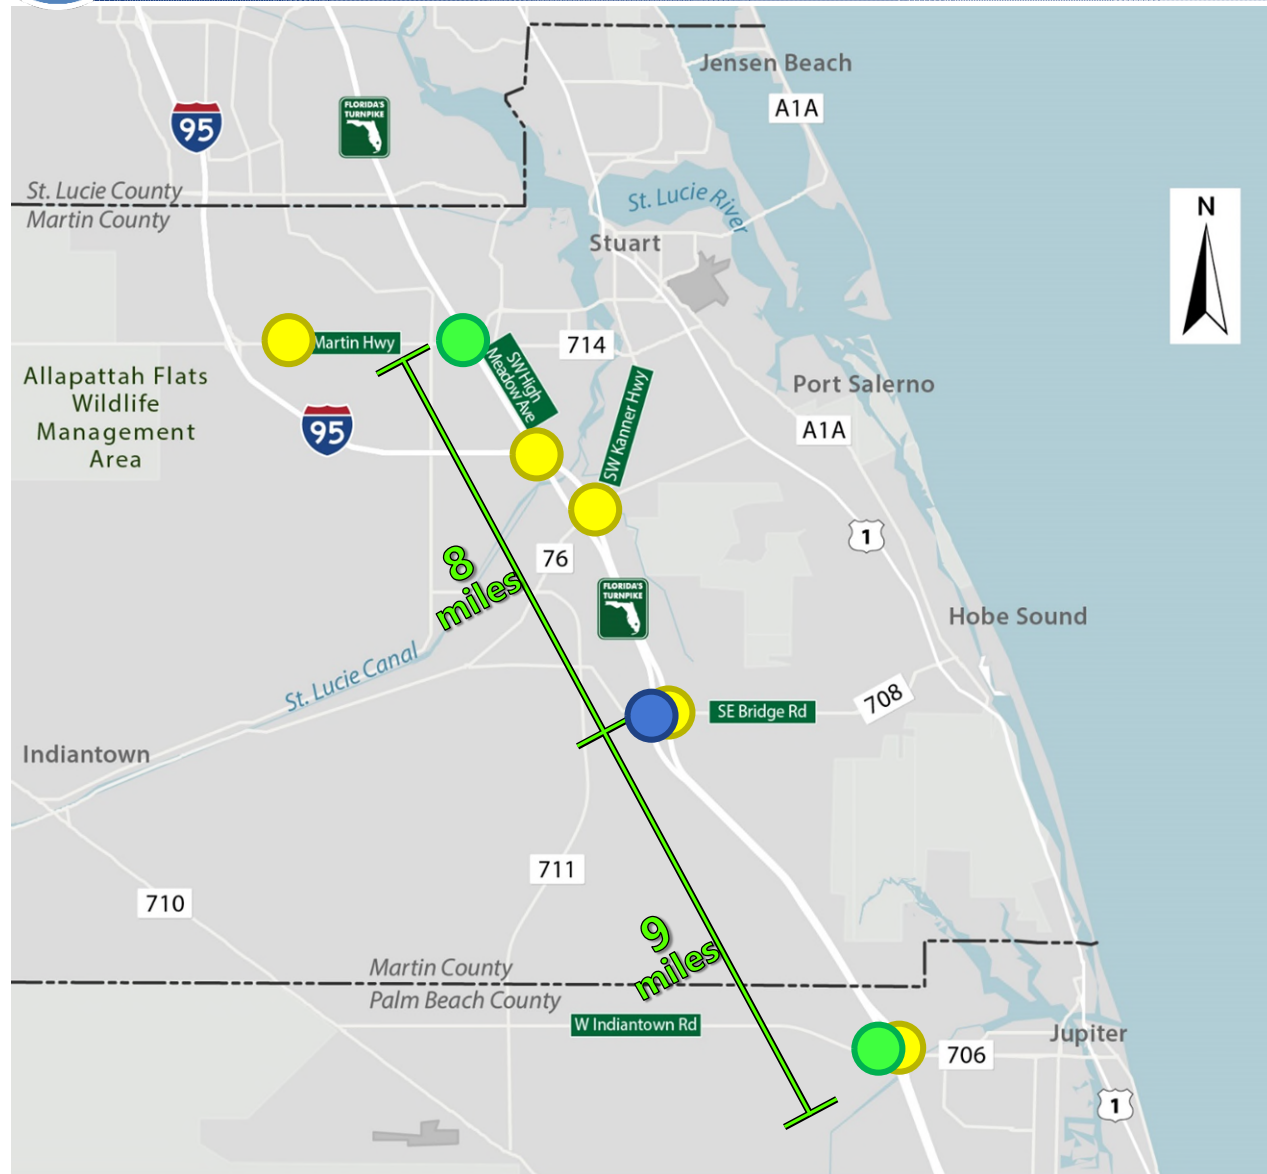 Jensen Beach
A1A
FLORIDA'S
TURNPIKE
95
St. Lucie County
Martin County
St. Lucie River
N
Stuart
Martin Hwy
SW High
Meadow Ave
714
SW Kanner Hwy
Allapattah Flats
Wildlife
Management
Area
95
Port Salerno
A1A
1
8
miles
76
FLORIDA'S
TURNPIKE
Hobe Sound
St. Lucie Canal
708
SE Bridge Rd
Indiantown
711
710
9
miles
Martin County
Palm Beach County
W Indiantown Rd
706
Jupiter
1